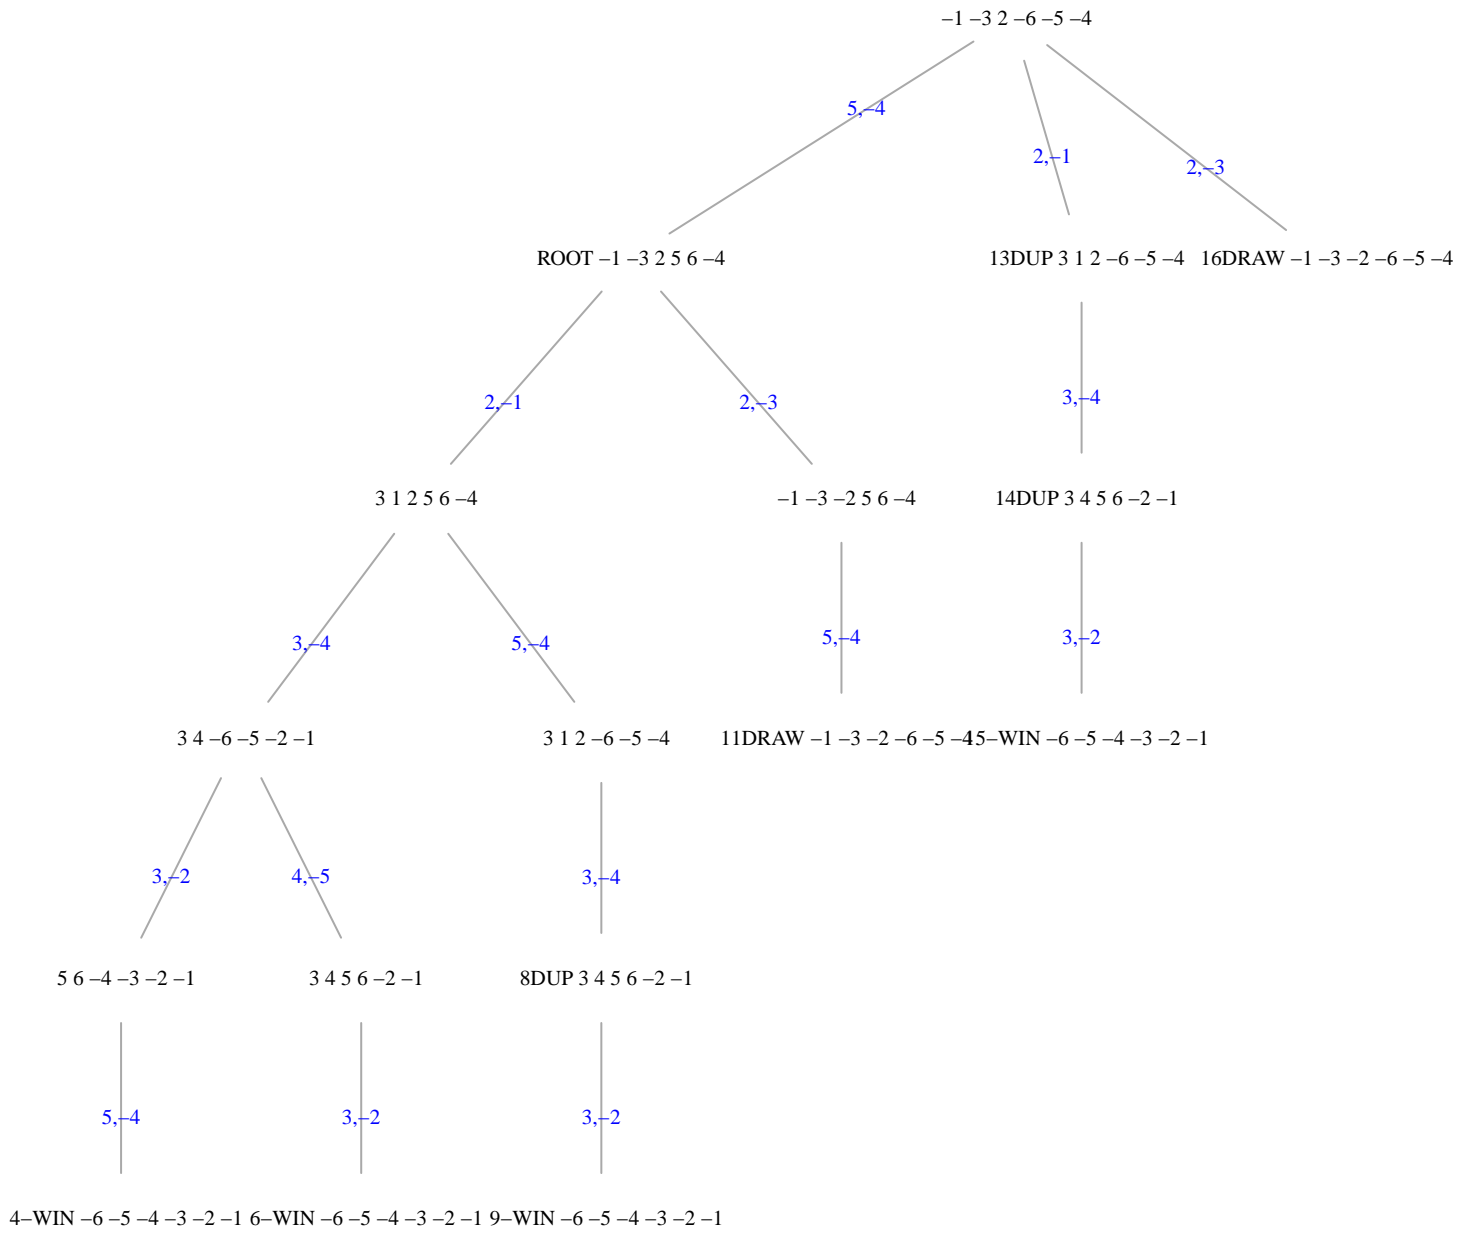 –1 –3 2 –6 –5 –4
5,–4
2,–1
2,–3
ROOT –1 –3 2 5 6 –4
13DUP 3 1 2 –6 –5 –4
16DRAW –1 –3 –2 –6 –5 –4
2,–1
2,–3
3,–4
3 1 2 5 6 –4
–1 –3 –2 5 6 –4
14DUP 3 4 5 6 –2 –1
3,–4
5,–4
5,–4
3,–2
3 4 –6 –5 –2 –1
3 1 2 –6 –5 –4
11DRAW –1 –3 –2 –6 –5 –4
15–WIN –6 –5 –4 –3 –2 –1
3,–2
4,–5
3,–4
5 6 –4 –3 –2 –1
3 4 5 6 –2 –1
8DUP 3 4 5 6 –2 –1
5,–4
3,–2
3,–2
4–WIN –6 –5 –4 –3 –2 –1
6–WIN –6 –5 –4 –3 –2 –1
9–WIN –6 –5 –4 –3 –2 –1